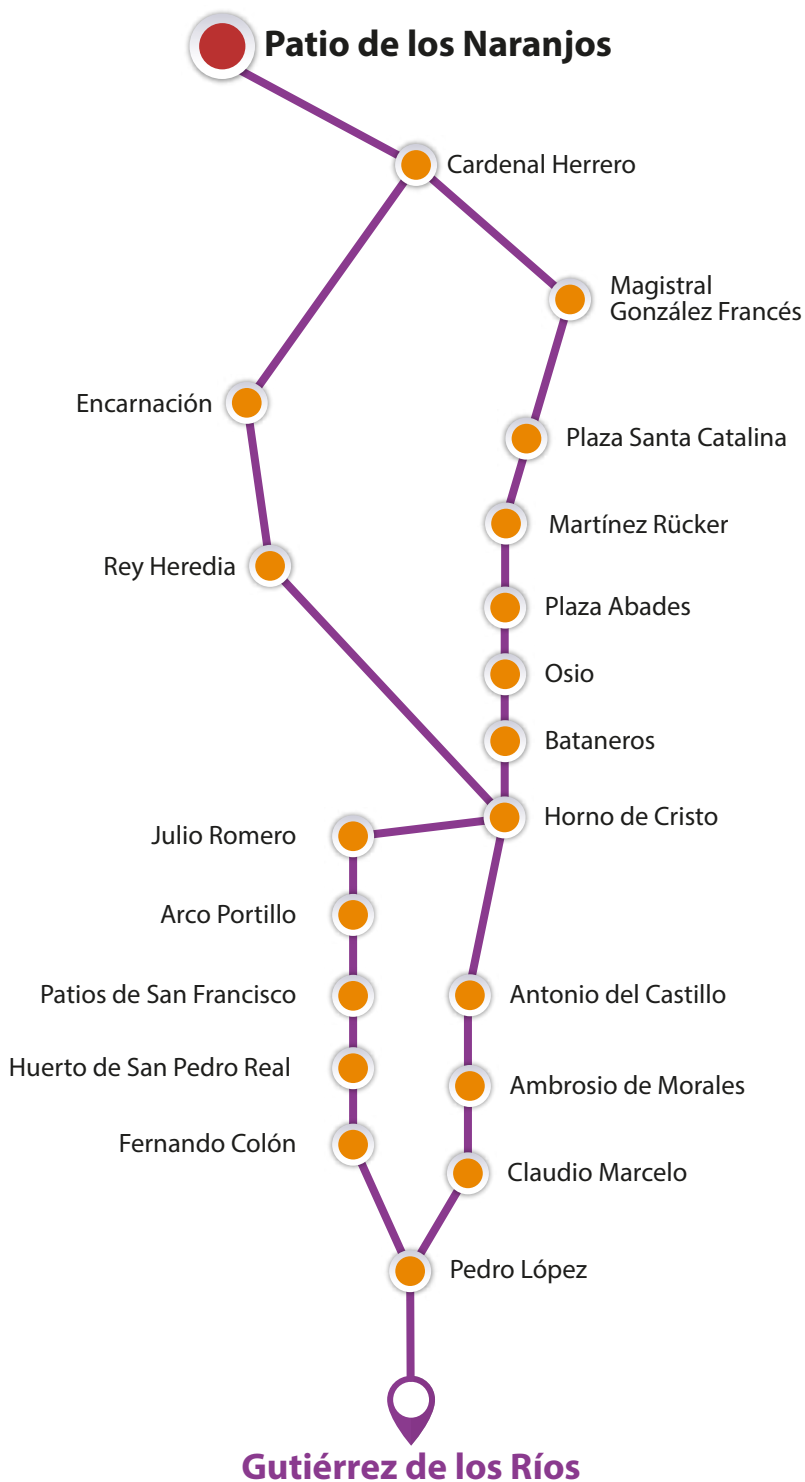 Patio de los Naranjos
Cardenal Herrero
Magistral
González Francés
Encarnación
Plaza Santa Catalina
Martínez Rücker
Rey Heredia
Plaza Abades
Osio
Bataneros
Horno de Cristo
Julio Romero
Arco Portillo
Patios de San Francisco
Antonio del Castillo
Huerto de San Pedro Real
Ambrosio de Morales
Fernando Colón
Claudio Marcelo
Pedro López
Gutiérrez de los Ríos